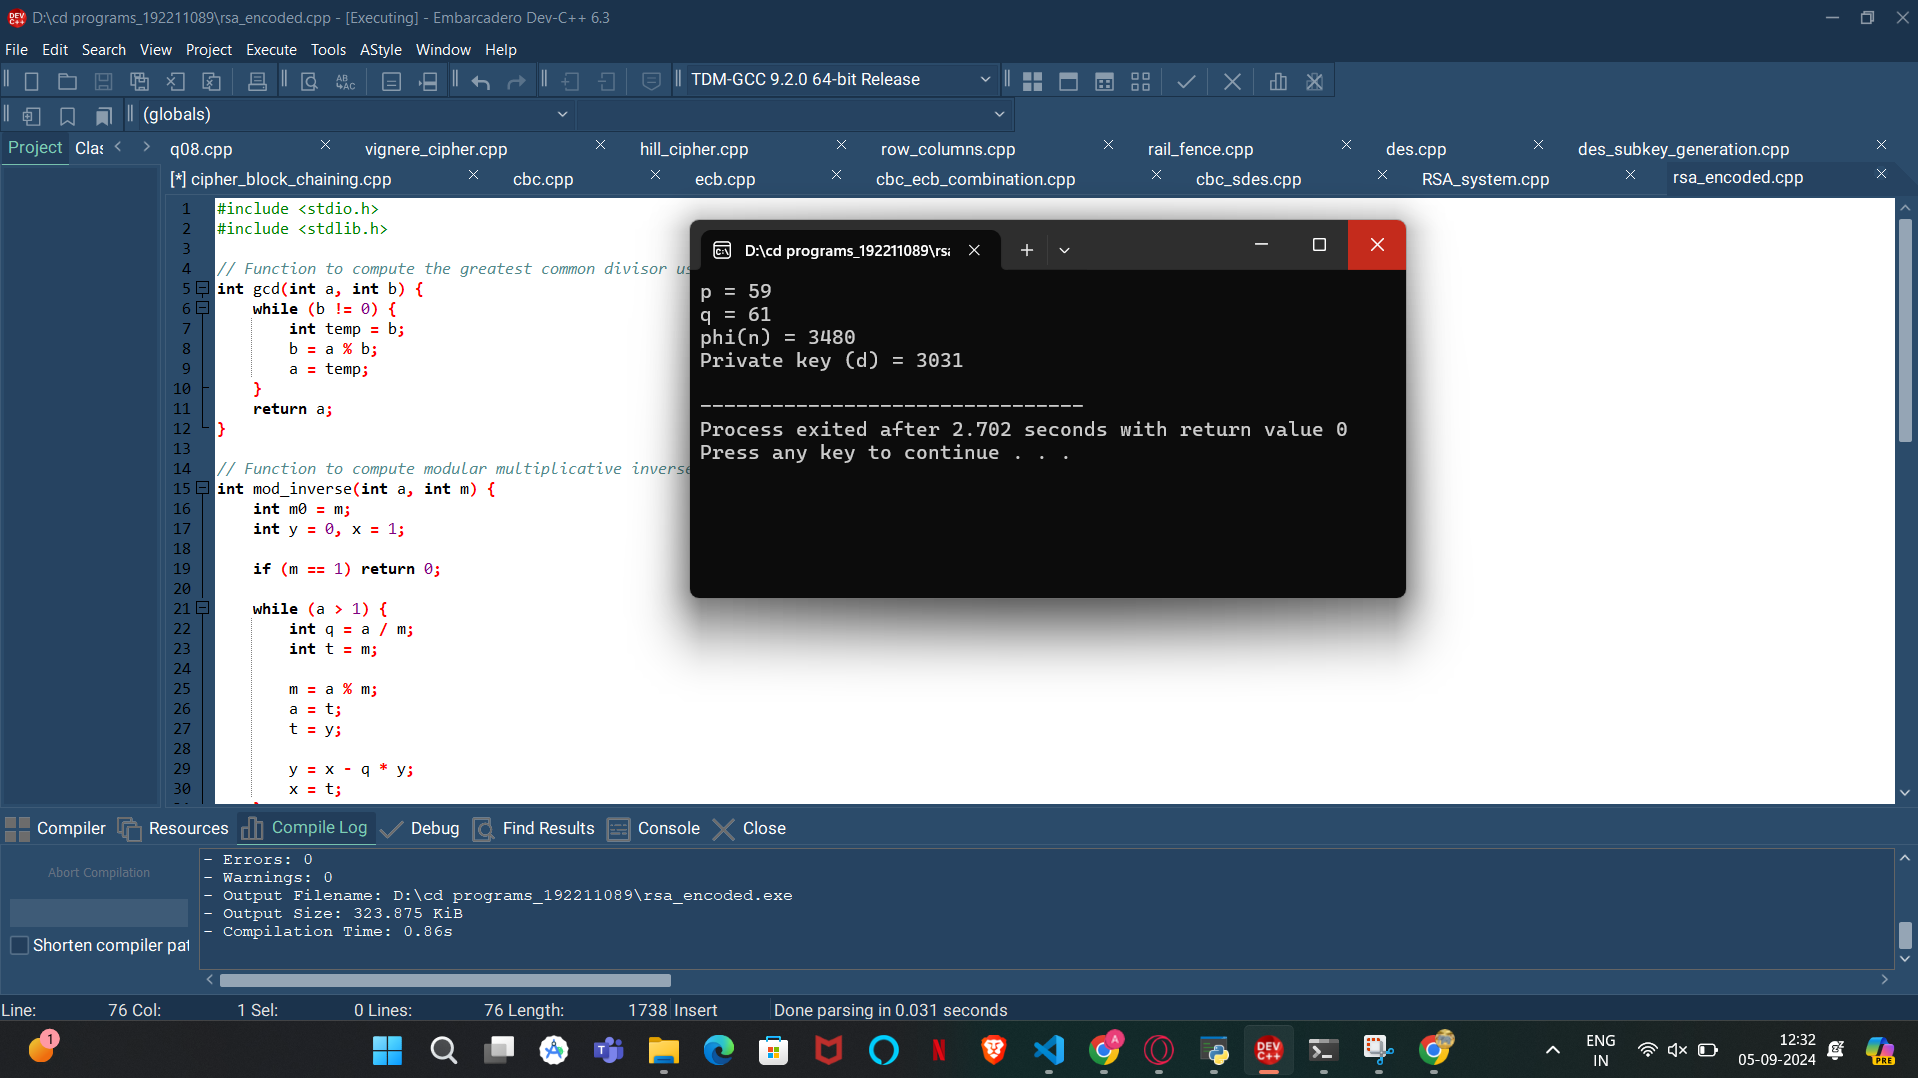 D:\cd programs_192211089\rsa_encoded.cpp - [Executing] - Embarcadero Dev-C++ 6.3
File Edit Search View Project Execute Tools AStyle Window Help
TDM-GCC 9.2.0 64-bit Release
(globals)
Project Clas
q08.cpp vignere_cipher.cpp hill_cipher.cpp row_columns.cpp rail_fence.cpp des.cpp des_subkey_generation.cpp
[*] cipher_block_chaining.cpp cbc.cpp ecb.cpp cbc_ecb_combination.cpp cbc_sdes.cpp RSA_system.cpp rsa_encoded.cpp
1 #include <stdio.h>
2 #include <stdlib.h>
3
4 // Function to compute the greatest common divisor us
5 int gcd(int a, int b) {
6 while (b != 0) {
7 int temp = b;
8 b = a % b;
9 a = temp;
10 }
11 return a;
12 }
13
14 // Function to compute modular multiplicative inverse
15 int mod_inverse(int a, int m) {
16 int m0 = m;
17 int y = 0, x = 1;
18
19 if (m == 1) return 0;
20
21 while (a > 1) {
22 int q = a / m;
23 int t = m;
24
25 m = a % m;
26 a = t;
27 t = y;
28
29 y = x - q * y;
30 x = t;
D:\cd programs_192211089\rsa
p = 59
q = 61
phi(n) = 3480
Private key (d) = 3031
--------------------------------
Process exited after 2.702 seconds with return value 0
Press any key to continue . . .
Compiler Resources Compile Log Debug Find Results Console Close
Abort Compilation
Shorten compiler pat
- Errors: 0
- Warnings: 0
- Output Filename: D:\cd programs_192211089\rsa_encoded.exe
- Output Size: 323.875 KiB
- Compilation Time: 0.86s
Line: 76 Col: 1 Sel: 0 Lines: 76 Length: 1738 Insert Done parsing in 0.031 seconds
1
DEV
C++
A
PRE
ENG
IN
12:32
05-09-2024